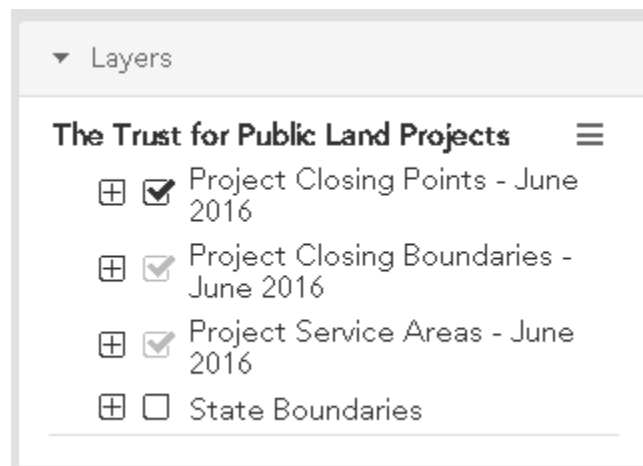 Layers
The Trust for Public Land Projects
Project Closing Points - June
2016
Project Closing Boundaries -
June 2016
Project Service Areas - June
2016
State Boundaries